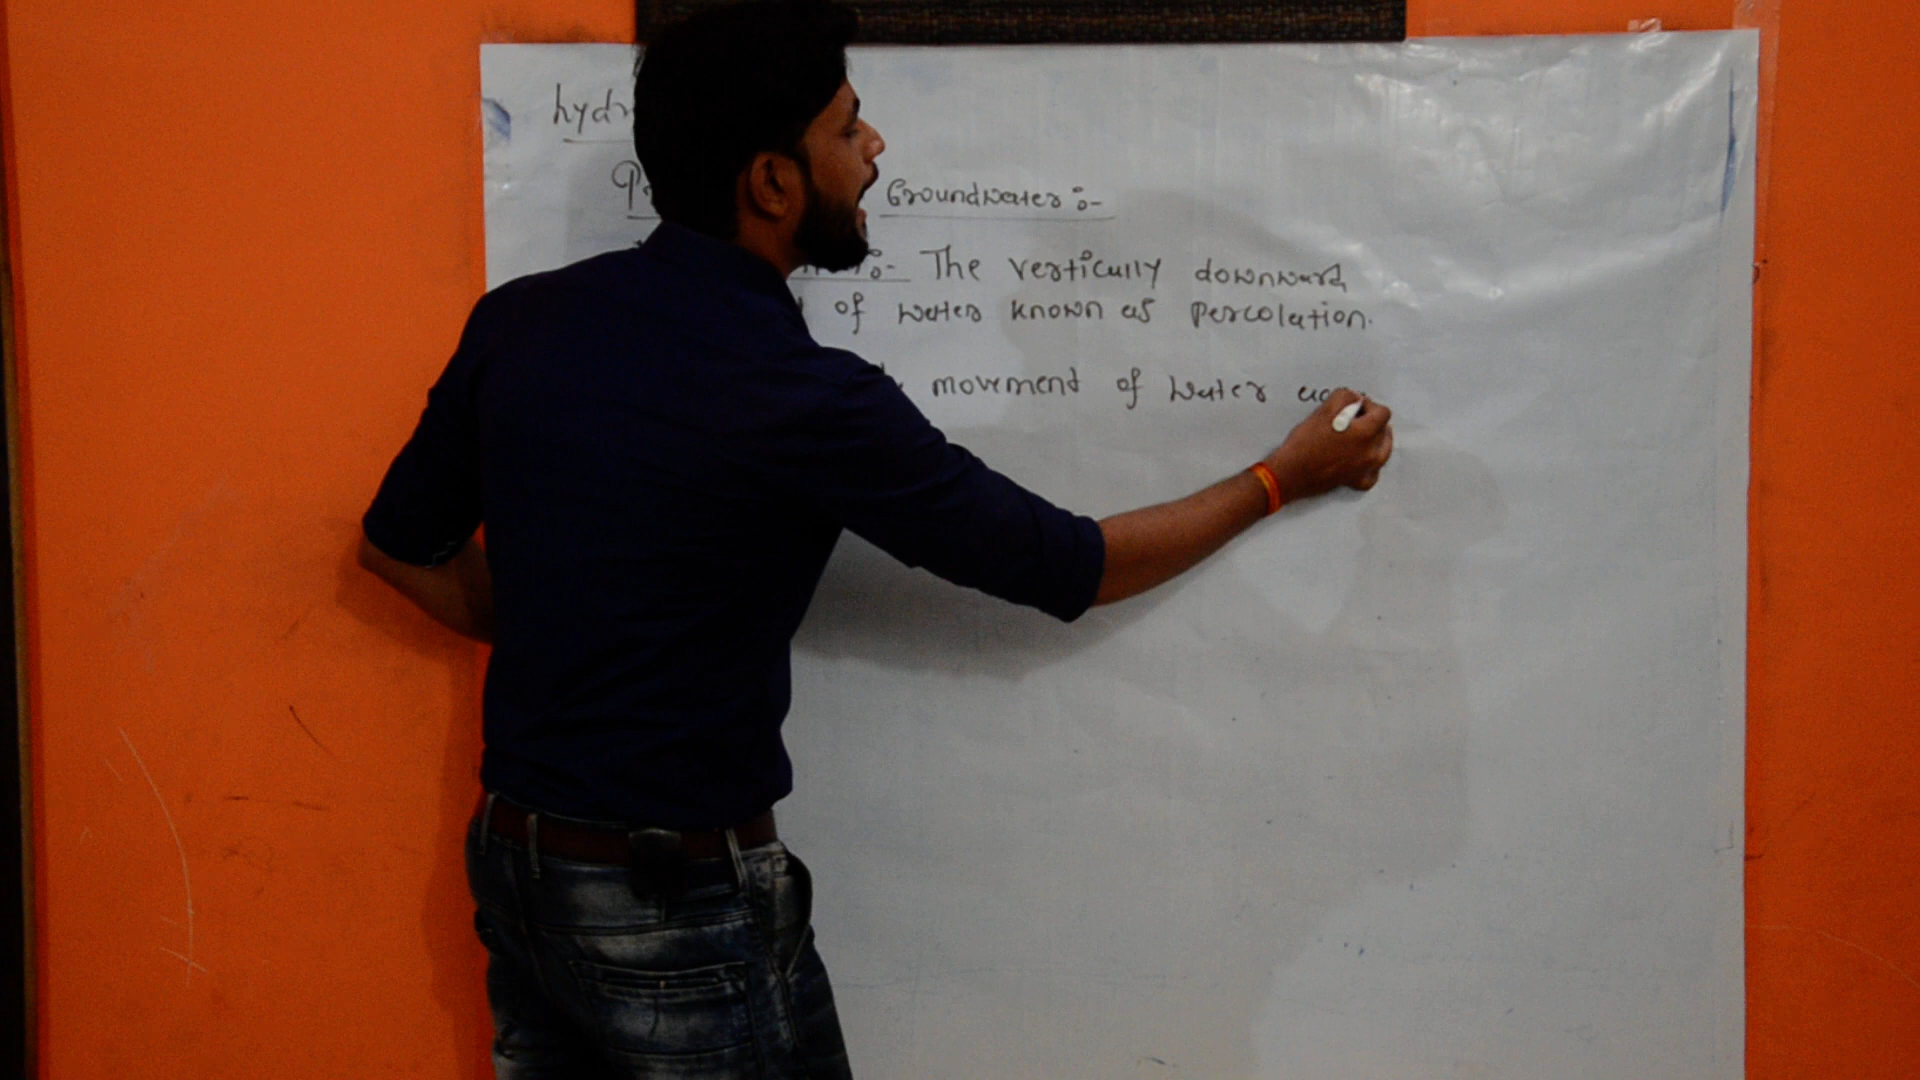 hydr
Groundwater :-
:- The vertically downward
of water known as percolation.
movement of water